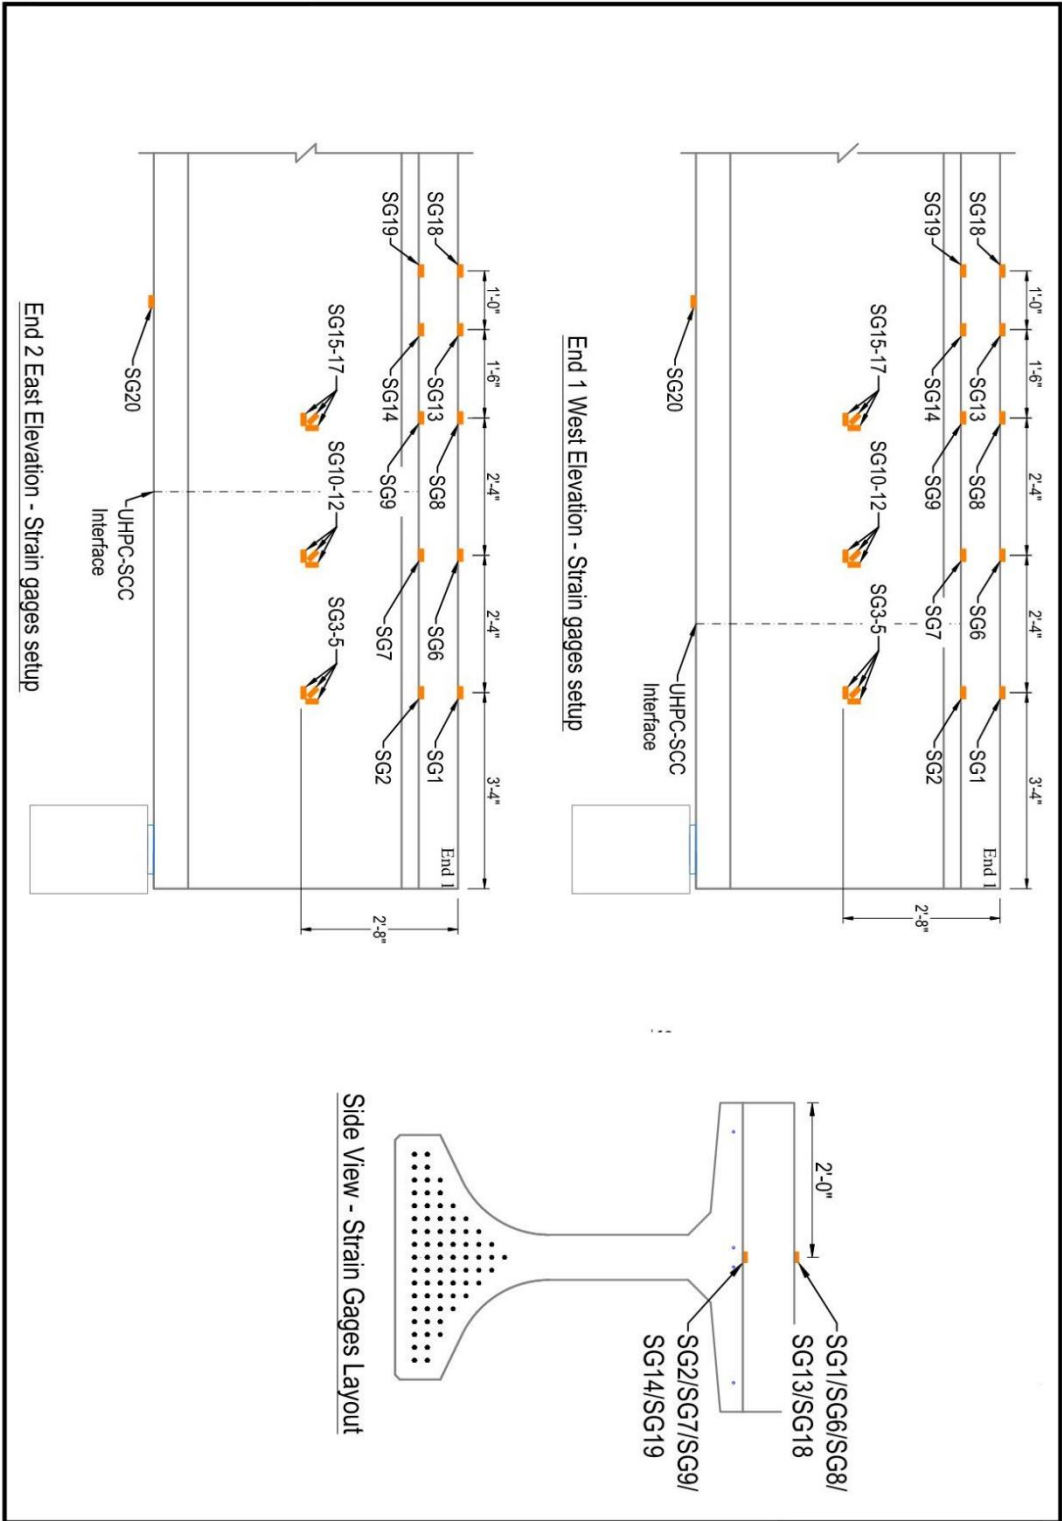 SG18
SG19
1'-0"
SG13
SG14
1'-6"
SG8
SG9
2'-4"
SG6
SG7
2'-4"
SG1
SG2
3'-4"
End 1
2'-8"
SG15-17
SG10-12
SG3-5
SG20
UHPC-SCC
Interface
End 1 West Elevation - Strain gages setup
SG18
SG19
1'-0"
SG13
SG14
1'-6"
SG8
SG9
2'-4"
SG6
SG7
2'-4"
SG1
SG2
3'-4"
End 1
2'-8"
SG15-17
SG10-12
SG3-5
SG20
UHPC-SCC
Interface
End 2 East Elevation - Strain gages setup
2'-0"
SG1/SG6/SG8/
SG13/SG18
SG2/SG7/SG9/
SG14/SG19
Side View - Strain Gages Layout